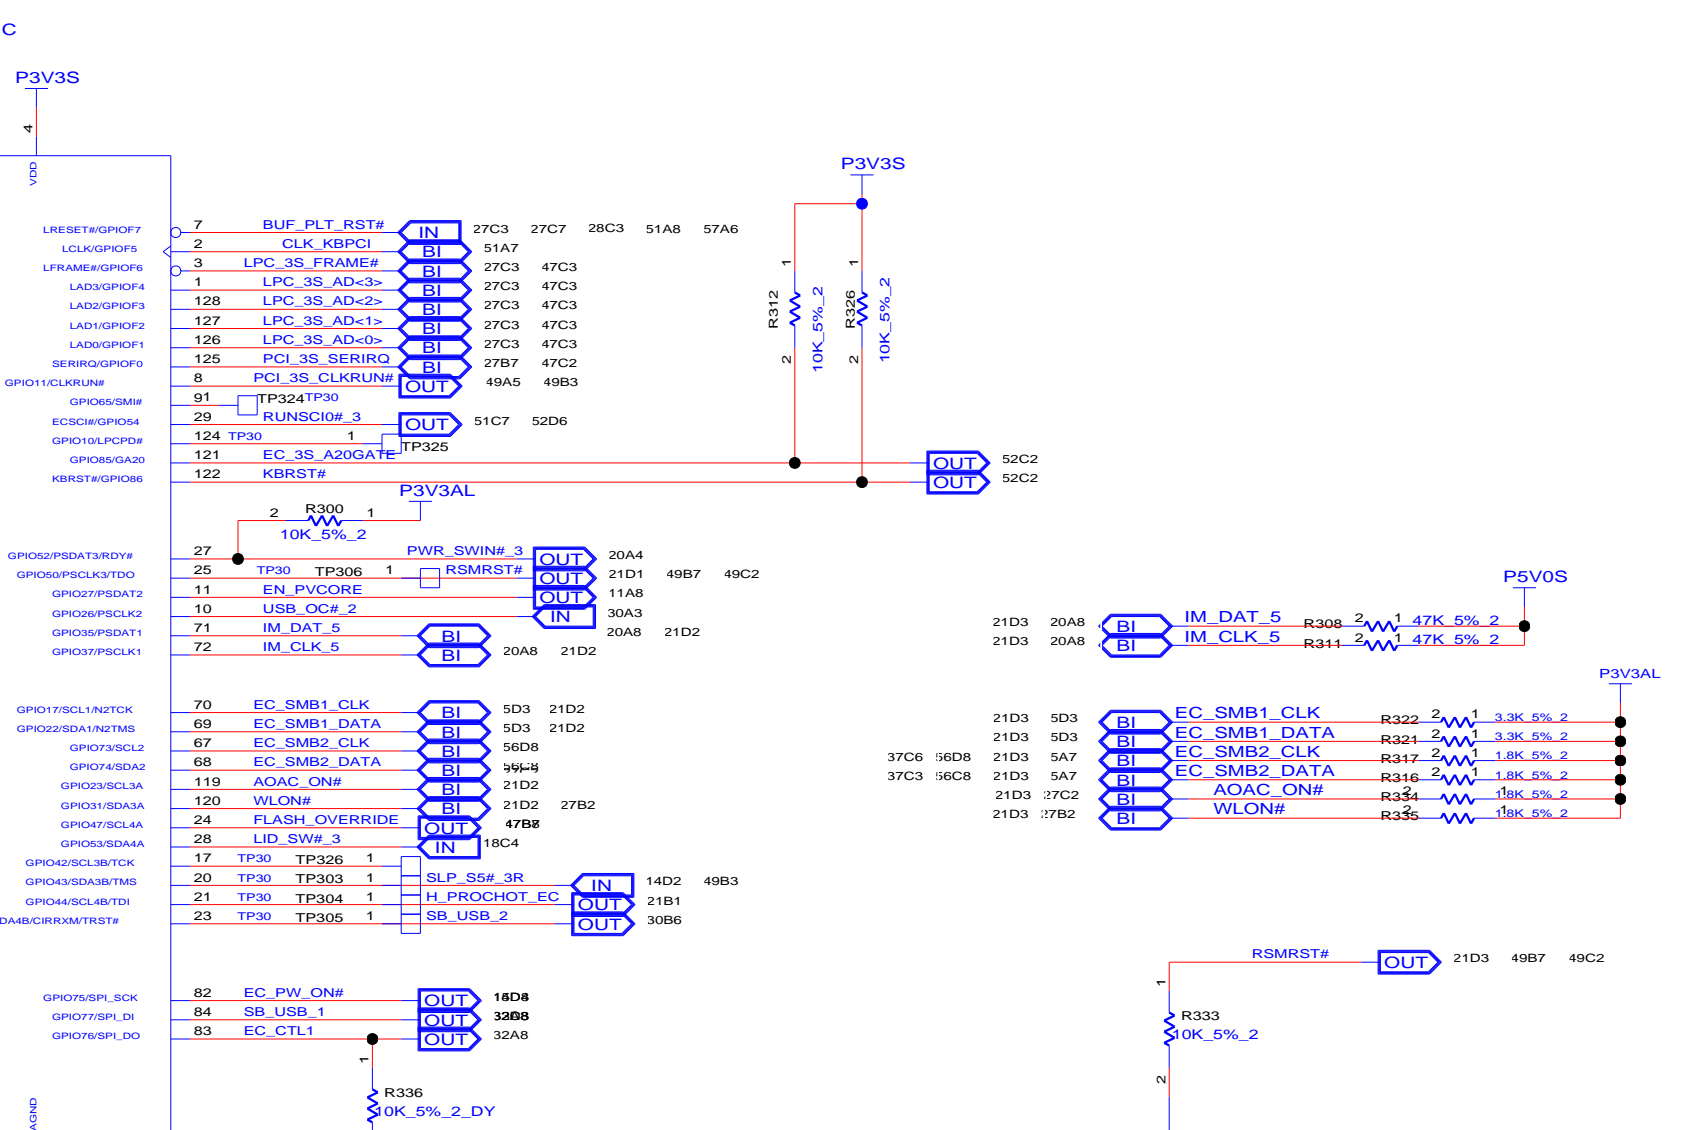 C
P3V3S
4
VDD
P3V3S
LRESET#/GPIOF7 7 BUF_PLT_RST# IN 27C3 27C7 28C3 51A8 57A6
LCLK/GPIOF5 2 CLK_KBPCI BI 51A7
LFRAME#/GPIOF6 3 LPC_3S_FRAME# BI 27C3 47C3
LAD3/GPIOF4 1 LPC_3S_AD<3> BI 27C3 47C3
LAD2/GPIOF3 128 LPC_3S_AD<2> BI 27C3 47C3
LAD1/GPIOF2 127 LPC_3S_AD<1> BI 27C3 47C3
LAD0/GPIOF1 126 LPC_3S_AD<0> BI 27C3 47C3
SERIRQ/GPIOF0 125 PCI_3S_SERIRQ BI 27B7 47C2
GPIO11/CLKRUN# 8 PCI_3S_CLKRUN# OUT 49A5 49B3
1 R312 10K_5%_2 2
1 R326 10K_5%_2 2
GPIO65/SMI# 91 TP324 TP30
ECSCI#/GPIO54 29 RUNSCI0#_3 OUT 51C7 52D6
GPIO10/LPCPD# 124 TP30 1 TP325
GPIO85/GA20 121 EC_3S_A20GATE OUT 52C2
KBRST#/GPIO86 122 KBRST# OUT 52C2
P3V3AL
2 R300 1
10K_5%_2
GPIO52/PSDAT3/RDY# 27 PWR_SWIN#_3 OUT 20A4
GPIO50/PSCLK3/TDO 25 TP30 TP306 1 RSMRST# OUT 21D1 49B7 49C2
GPIO27/PSDAT2 11 EN_PVCORE OUT 11A8
GPIO26/PSCLK2 10 USB_OC#_2 IN 30A3
GPIO35/PSDAT1 71 IM_DAT_5 BI 20A8 21D2
GPIO37/PSCLK1 72 IM_CLK_5 BI 20A8 21D2
P5V0S
21D3 20A8 BI IM_DAT_5 R308 2 1 47K_5%_2
21D3 20A8 BI IM_CLK_5 R311 2 1 47K_5%_2
P3V3AL
GPIO17/SCL1/N2TCK 70 EC_SMB1_CLK BI 5D3 21D2
GPIO22/SDA1/N2TMS 69 EC_SMB1_DATA BI 5D3 21D2
GPIO73/SCL2 67 EC_SMB2_CLK BI 56D8
GPIO74/SDA2 68 EC_SMB2_DATA BI
GPIO23/SCL3A 119 AOAC_ON# BI 21D2
GPIO31/SDA3A 120 WLON# BI 21D2 27B2
GPIO47/SCL4A 24 FLASH_OVERRIDE OUT
GPIO53/SDA4A 28 LID_SW#_3 IN 18C4
GPIO42/SCL3B/TCK 17 TP30 TP326 1
GPIO43/SDA3B/TMS 20 TP30 TP303 1 SLP_S5#_3R IN 14D2 49B3
GPIO44/SCL4B/TDI 21 TP30 TP304 1 H_PROCHOT_EC OUT 21B1
DA4B/CIRRXM/TRST# 23 TP30 TP305 1 SB_USB_2 OUT 30B6
21D3 5D3 BI EC_SMB1_CLK R322 2 1 3.3K_5%_2
21D3 5D3 BI EC_SMB1_DATA R321 2 1 3.3K_5%_2
37C6 56D8 21D3 5A7 BI EC_SMB2_CLK R317 2 1 1.8K_5%_2
37C3 56C8 21D3 5A7 BI EC_SMB2_DATA R316 2 1 1.8K_5%_2
21D3 27C2 BI AOAC_ON# R334 2 1 1.8K_5%_2
21D3 27B2 BI WLON# R335 2 1 1.8K_5%_2
RSMRST# OUT 21D3 49B7 49C2
1
R333
10K_5%_2
2
GPIO75/SPI_SCK 82 EC_PW_ON# OUT
GPIO77/SPI_DI 84 SB_USB_1 OUT
GPIO76/SPI_DO 83 EC_CTL1 OUT 32A8
1
R336
10K_5%_2_DY
AGND